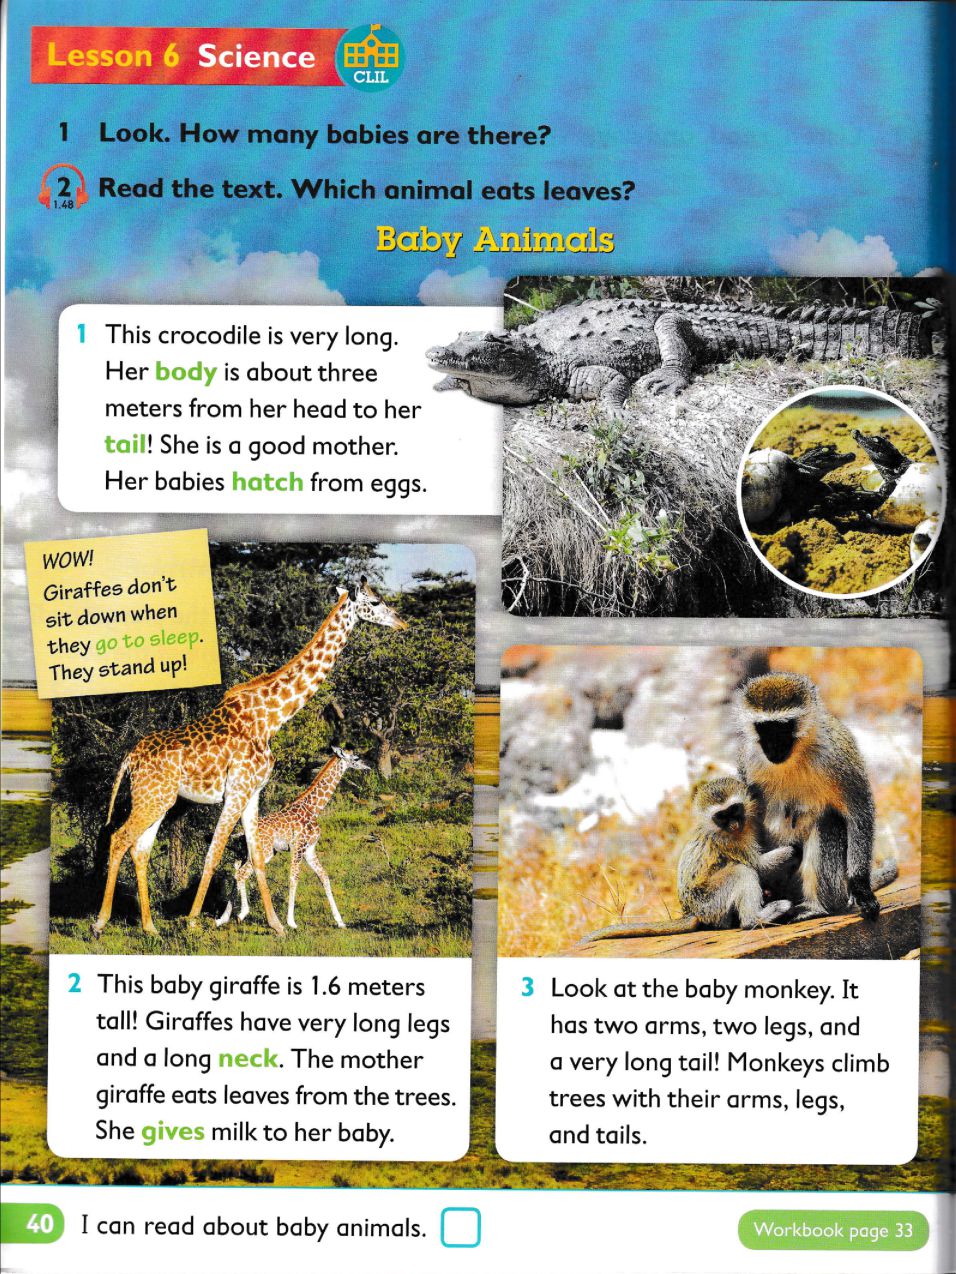 Lesson 6 Science
CLIL
1 Look. How many babies are there?
2 Read the text. Which animal eats leaves?
1.48
Baby Animals
1 This crocodile is very long.
Her body is about three
meters from her head to her
tail! She is a good mother.
Her babies hatch from eggs.
WOW!
Giraffes don't
sit down when
they go to sleep.
They stand up!
2 This baby giraffe is 1.6 meters
tall! Giraffes have very long legs
and a long neck. The mother
giraffe eats leaves from the trees.
She gives milk to her baby.
3 Look at the baby monkey. It
has two arms, two legs, and
a very long tail! Monkeys climb
trees with their arms, legs,
and tails.
40 I can read about baby animals.
Workbook page 33